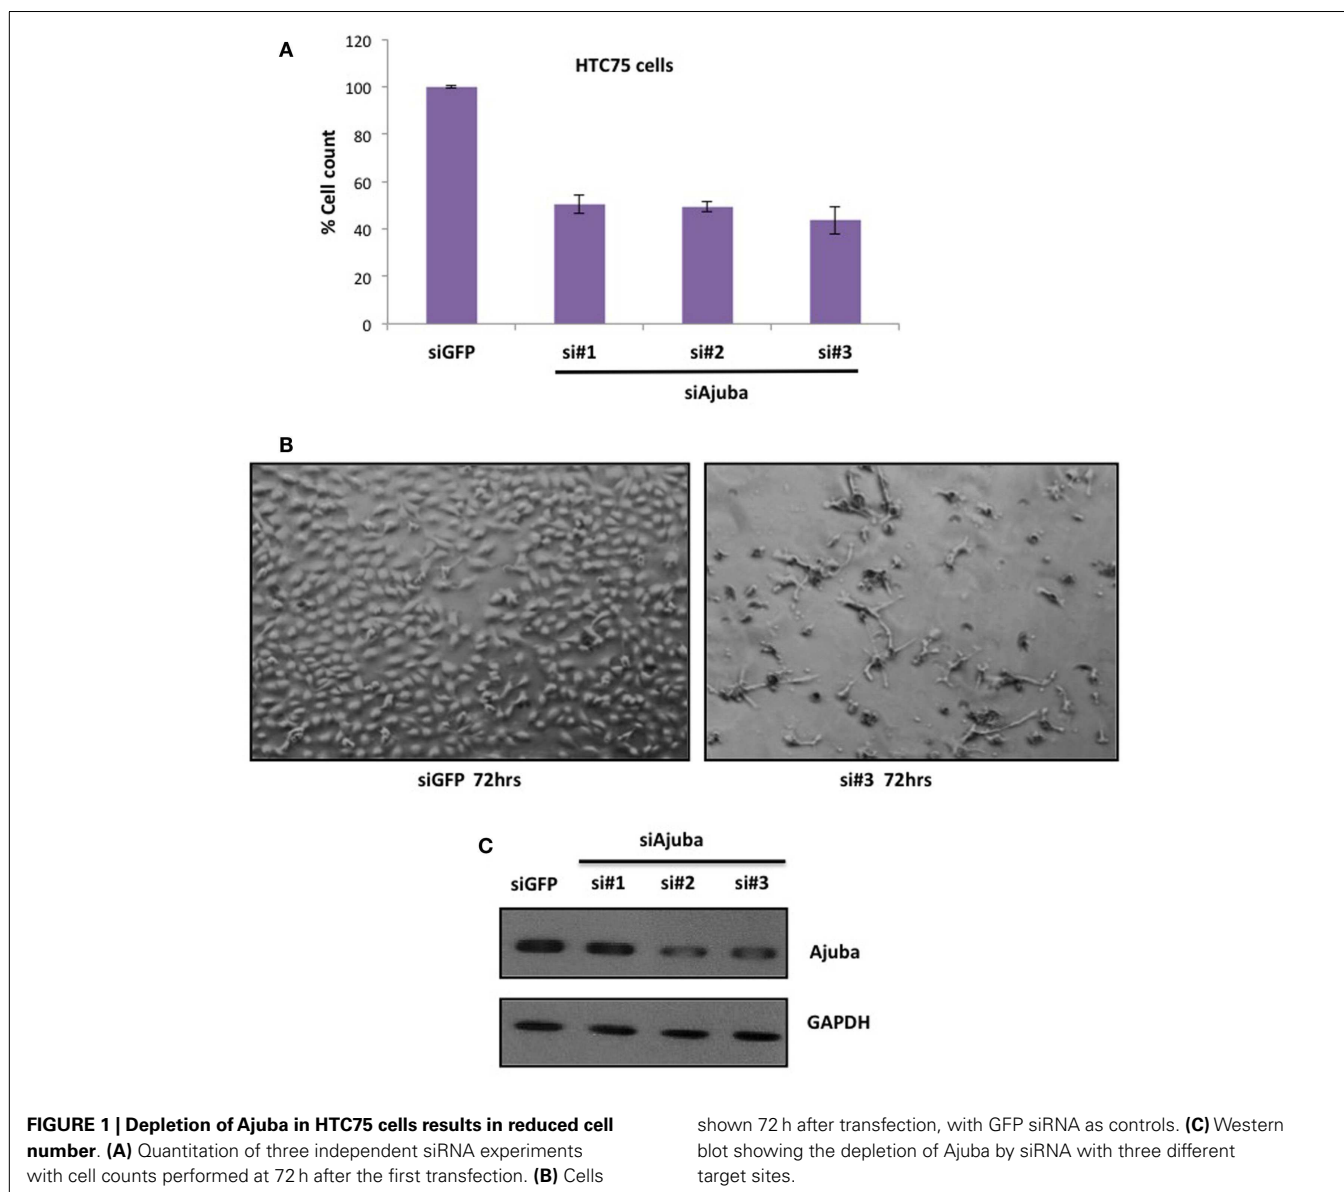 A
120
100
80
60
40
20
0
% Cell count
HTC75 cells
siGFP
si#1
si#2
si#3
siAjuba
B
siGFP 72hrs
si#3 72hrs
C
siAjuba
siGFP
si#1
si#2
si#3
Ajuba
GAPDH
FIGURE 1 | Depletion of Ajuba in HTC75 cells results in reduced cell
number. (A) Quantitation of three independent siRNA experiments
with cell counts performed at 72 h after the first transfection. (B) Cells
shown 72 h after transfection, with GFP siRNA as controls. (C) Western
blot showing the depletion of Ajuba by siRNA with three different
target sites.